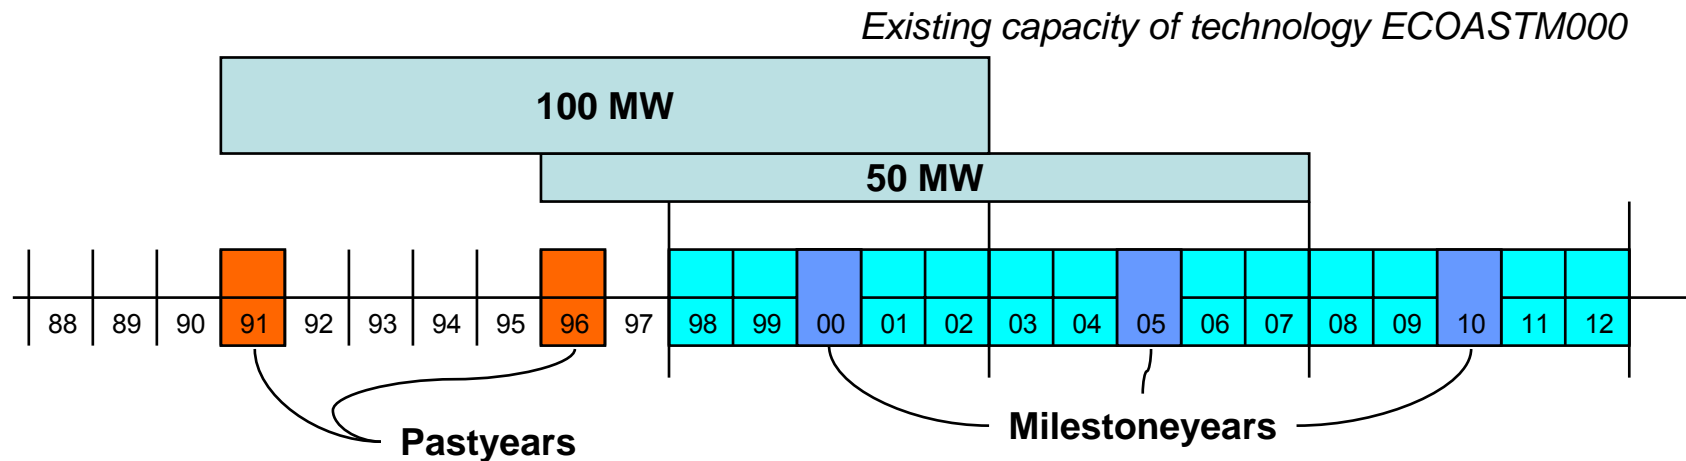 Existing capacity of technology ECOASTM000
100 MW
50 MW
88 89 90 91 92 93 94 95 96 97 98 99 00 01 02 03 04 05 06 07 08 09 10 11 12
Milestoneyears
Pastyears